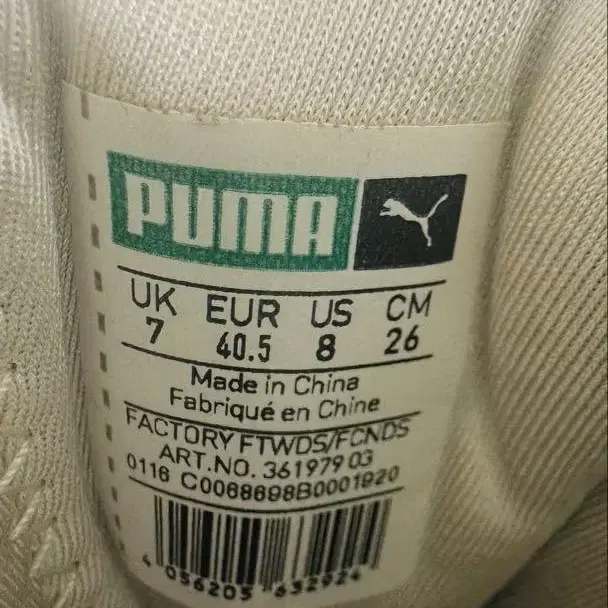 PUMA
UK EUR US CM
7 40.5 8 26
Made in China
Fabriqué en Chine
FACTORY FTWDS/FCNDS
ART.NO. 361979 03
0116 C0068698B0001920
4 056205 632924